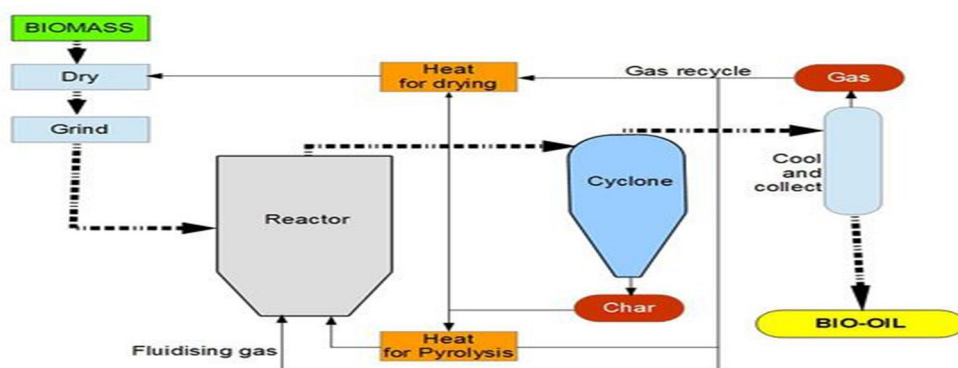 BIOMASS
Dry
Grind
Heat
for drying
Gas recycle
Gas
Reactor
Cyclone
Cool
and
collect
Char
Fluidising gas
Heat
for Pyrolysis
BIO-OIL